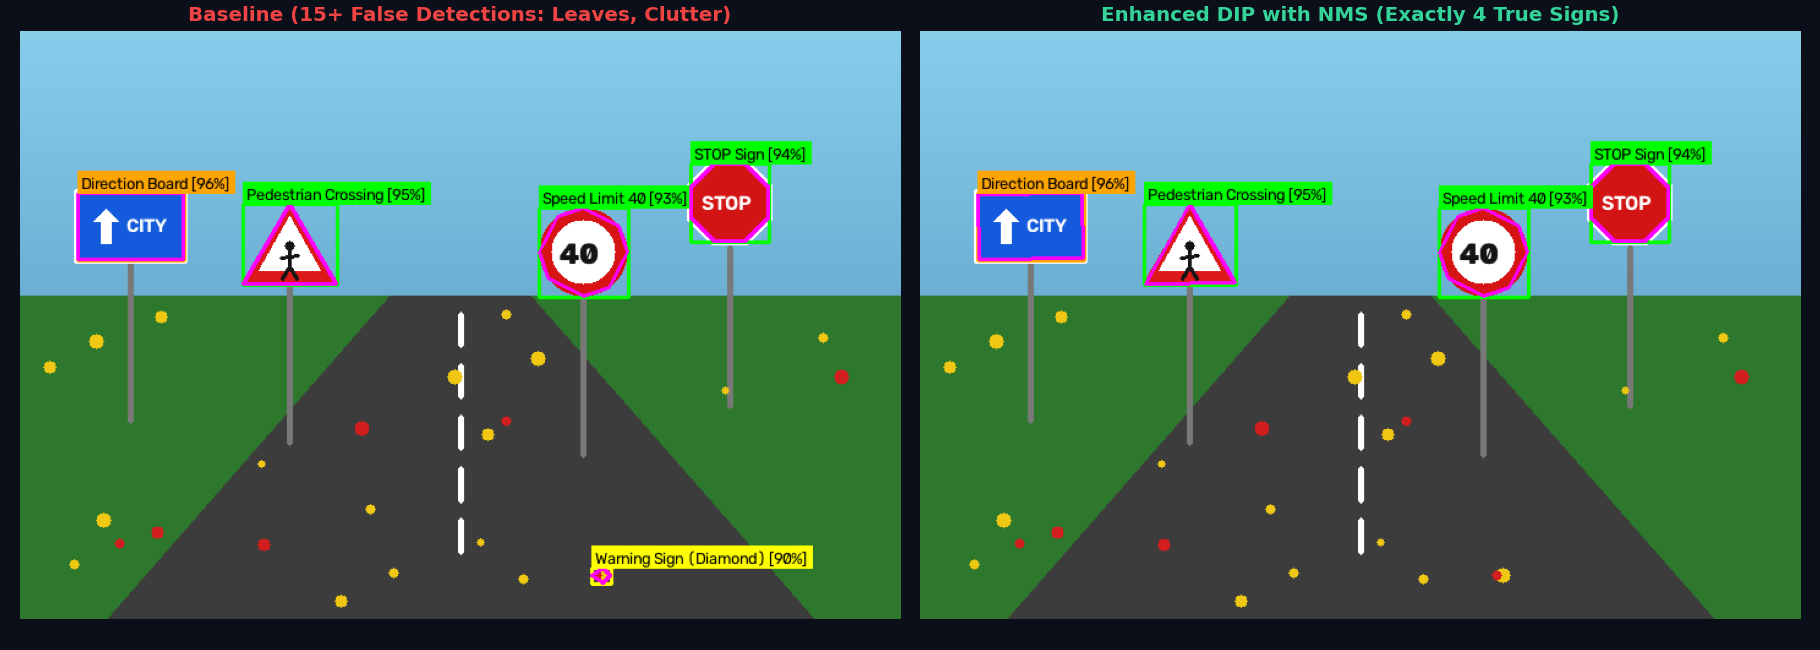 Baseline (15+ False Detections: Leaves, Clutter)
STOP Sign [94%]
Direction Board [96%]
Pedestrian Crossing [95%]
Speed Limit 40 [93%]
STOP
CITY
40
Warning Sign (Diamond) [90%]
Enhanced DIP with NMS (Exactly 4 True Signs)
STOP Sign [94%]
Direction Board [96%]
Pedestrian Crossing [95%]
Speed Limit 40 [93%]
STOP
CITY
40